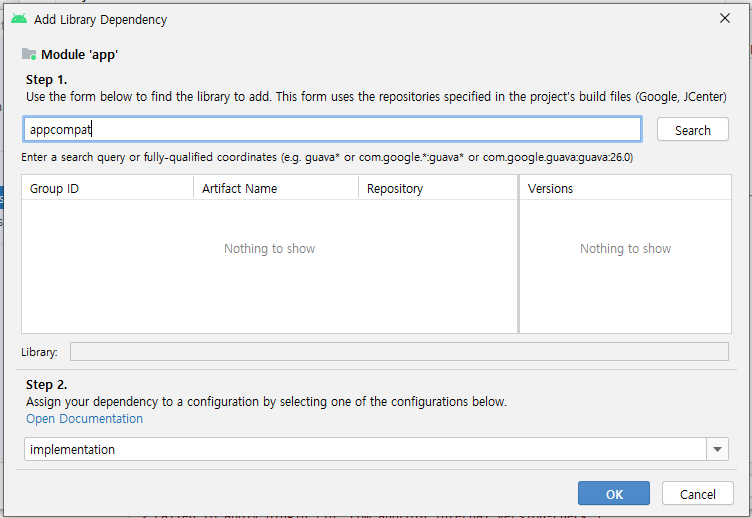 Add Library Dependency
Module 'app'
Step 1.
Use the form below to find the library to add. This form uses the repositories specified in the project's build files (Google, JCenter)
appcompat
Search
Enter a search query or fully-qualified coordinates (e.g. guava* or com.google.*:guava* or com.google.guava:guava:26.0)
Group ID
Artifact Name
Repository
Versions
Nothing to show
Nothing to show
Library:
Step 2.
Assign your dependency to a configuration by selecting one of the configurations below.
Open Documentation
implementation
OK
Cancel